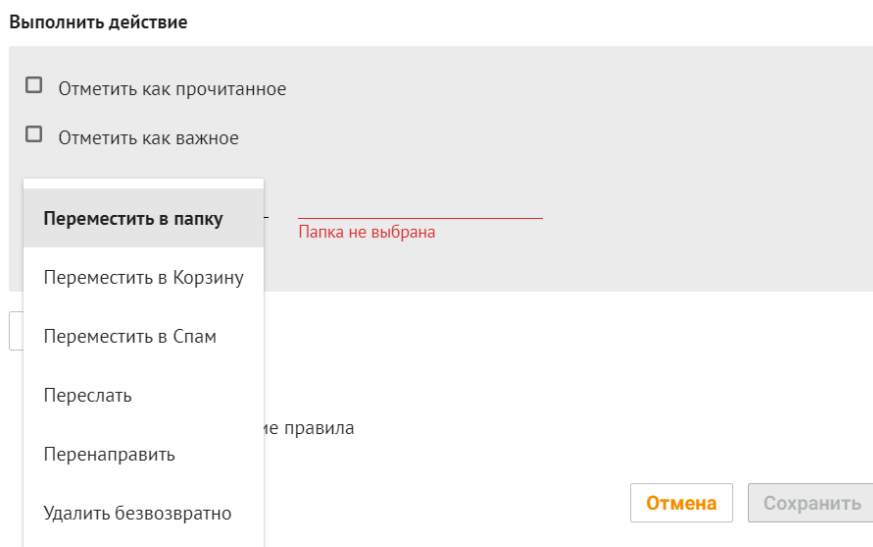 Выполнить действие
Отметить как прочитанное
Отметить как важное
Переместить в папку
Папка не выбрана
Переместить в Корзину
Переместить в Спам
Переслать
ие правила
Перенаправить
Отмена
Сохранить
Удалить безвозвратно